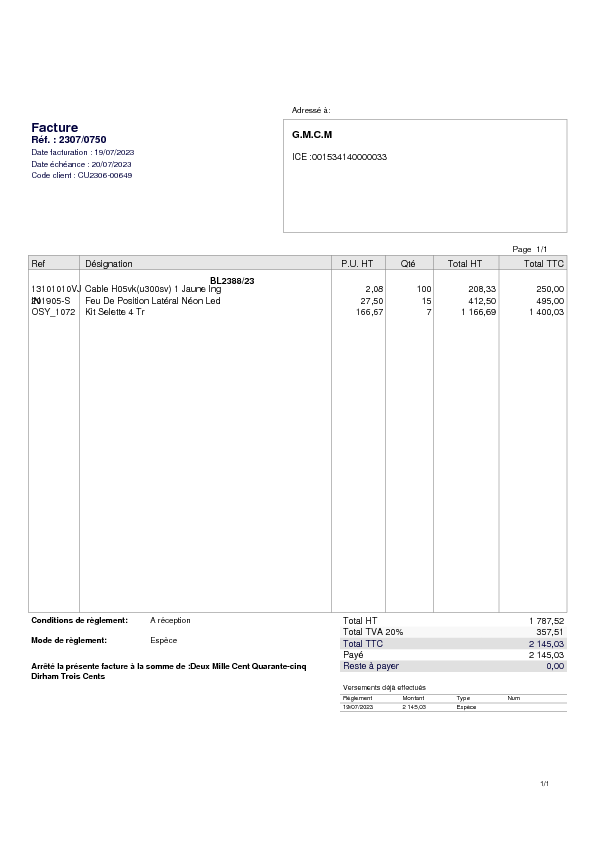 Adressé à:
Facture
Réf. : 2307/0750
Date facturation : 19/07/2023
Date échéance : 20/07/2023
Code client : CU2306-00649
G.M.C.M
ICE :001534140000033
Page 1/1
Ref Désignation P.U. HT Qté Total HT Total TTC
BL2388/23
13101010VJ Cable H05vk(u300sv) 1 Jaune Ing 2,08 100 208,33 250,00
1905-S Feu De Position Latéral Néon Led 27,50 15 412,50 495,00
OSY_1072 Kit Selette 4 Tr 166,67 7 1 166,69 1 400,03
Conditions de règlement: A réception
Mode de règlement: Espèce
Arrêté la présente facture à la somme de :Deux Mille Cent Quarante-cinq
Dirham Trois Cents
Total HT 1 787,52
Total TVA 20% 357,51
Total TTC 2 145,03
Payé 2 145,03
Reste à payer 0,00
Versements déjà effectués
Règlement Montant Type Num
19/07/2023 2 145,03 Espèce
1/1